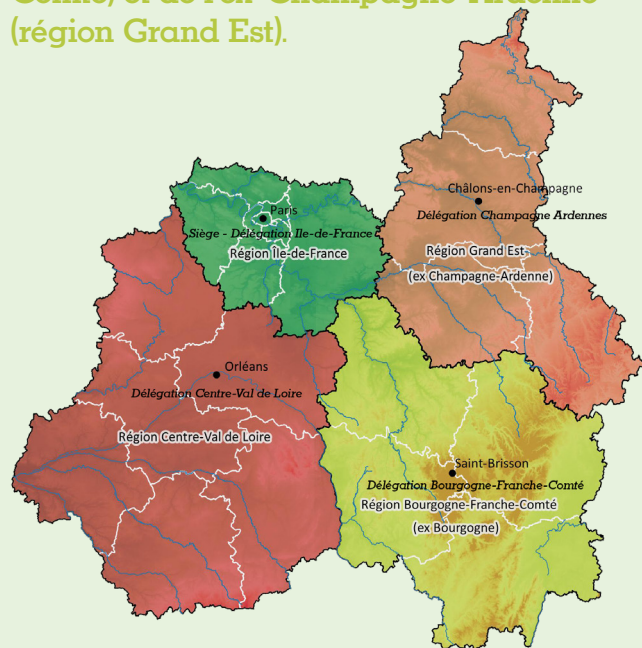 (région Grand Est).
Châlons-en-Champagne
Délégation Champagne Ardennes
Paris
Siège - Délégation Ile-de-France
Région Île-de-France
Région Grand Est
(ex Champagne-Ardenne)
Orléans
Délégation Centre-Val de Loire
Région Centre-Val de Loire
Saint-Brisson
Délégation Bourgogne-Franche-Comté
Région Bourgogne-Franche-Comté
(ex Bourgogne)